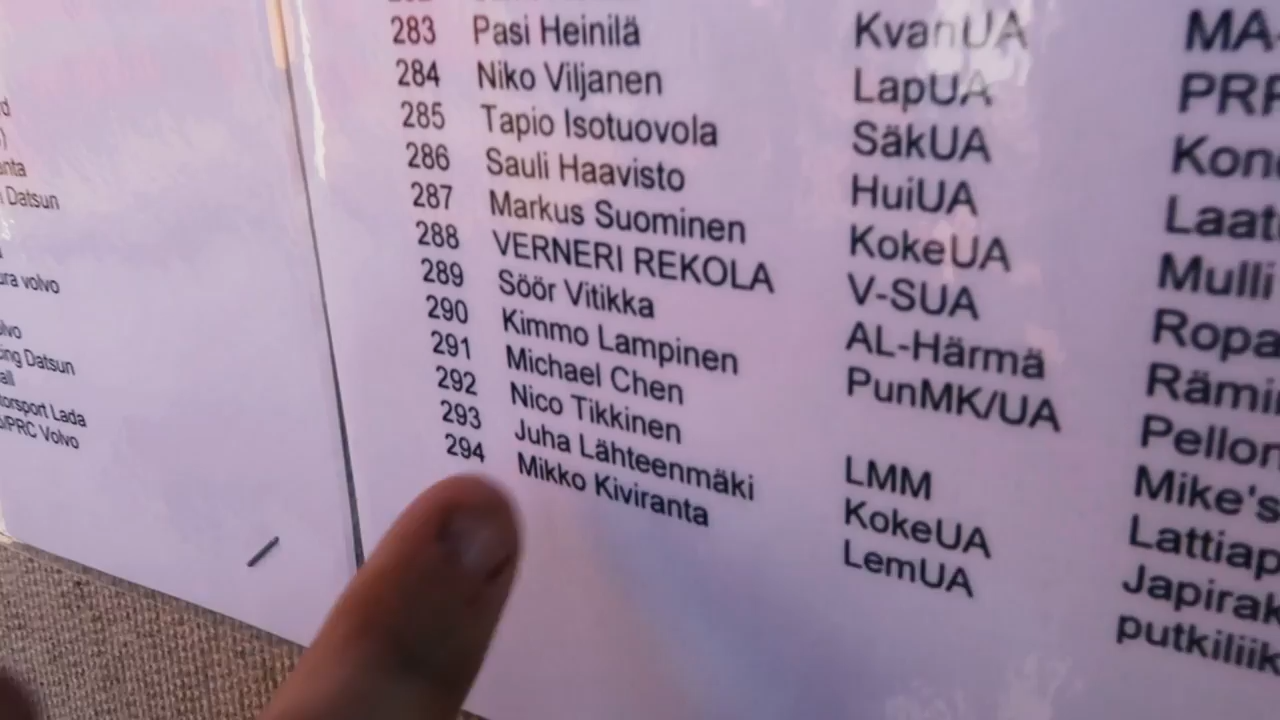 Datsun
volvo
Datsun
Lada
Volvo
283 Pasi Heinilä KvanUA MA-
284 Niko Viljanen LapUA
285 Tapio Isotuovola SäkUA Kon
286 Sauli Haavisto HuiUA Laat
287 Markus Suominen KokeUA Mulli
288 VERNERI REKOLA V-SUA Ropa
289 Söör Vitikka AL-Härmä Rämi
290 Kimmo Lampinen PunMK/UA Pellon
291 Michael Chen Mike's
292 Nico Tikkinen LMM Lattiap
293 Juha Lähteenmäki KokeUA Japirak
294 Mikko Kiviranta LemUA putkiliik